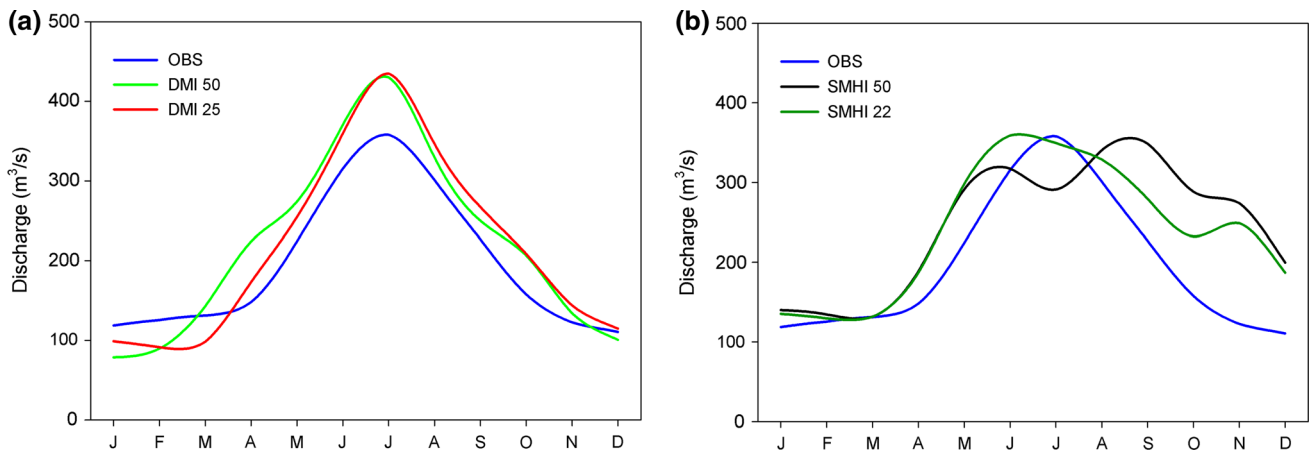 (a)
500
400
300
200
100
0
Discharge (m³/s)
OBS
DMI 50
DMI 25
J F M A M J J A S O N D
(b)
500
400
300
200
100
0
Discharge (m³/s)
OBS
SMHI 50
SMHI 22
J F M A M J J A S O N D